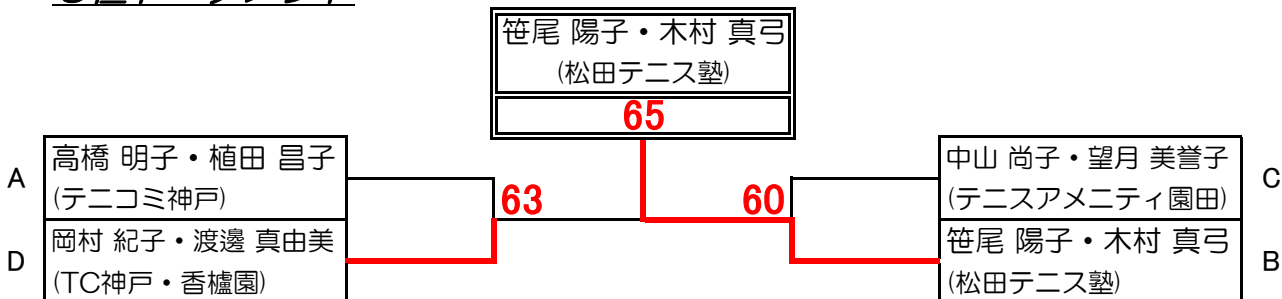 笹尾 陽子・木村 真弓
(松田テニス塾)
65
A
高橋 明子・植田 昌子
(テニコミ神戸)
D
岡村 紀子・渡邊 真由美
(TC神戸・香櫨園)
63
60
中山 尚子・望月 美誉子
(テニスアメニティ園田)
C
笹尾 陽子・木村 真弓
(松田テニス塾)
B